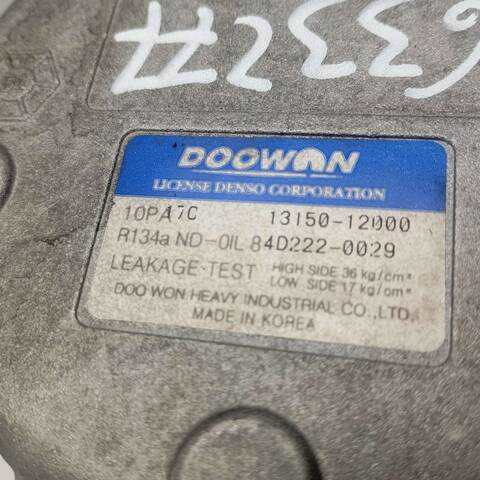 6332A
DOOWON
LICENSE DENSO CORPORATION
10PA17C 13150-12000
R134a ND-OIL 84D222-0029
LEAKAGE·TEST HIGH SIDE 36 kg/cm²
LOW SIDE 17 kg/cm²
DOO WON HEAVY INDUSTRIAL CO.,LTD.
MADE IN KOREA